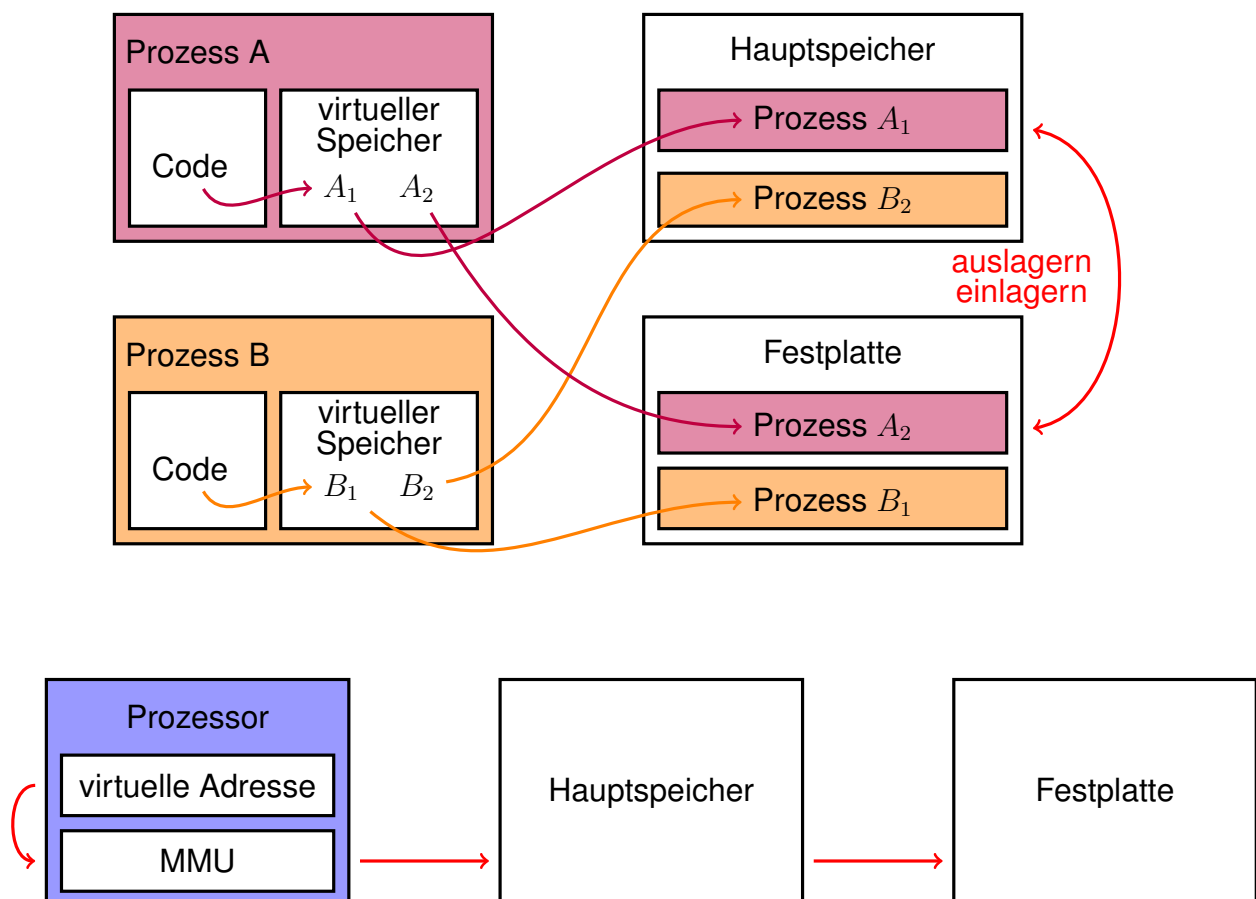 Prozess A
Code
virtueller
Speicher
A₁ A₂
Hauptspeicher
Prozess A₁
Prozess B₂
auslagern
einlagern
Prozess B
Code
virtueller
Speicher
B₁ B₂
Festplatte
Prozess A₂
Prozess B₁
Prozessor
virtuelle Adresse
MMU
Hauptspeicher
Festplatte